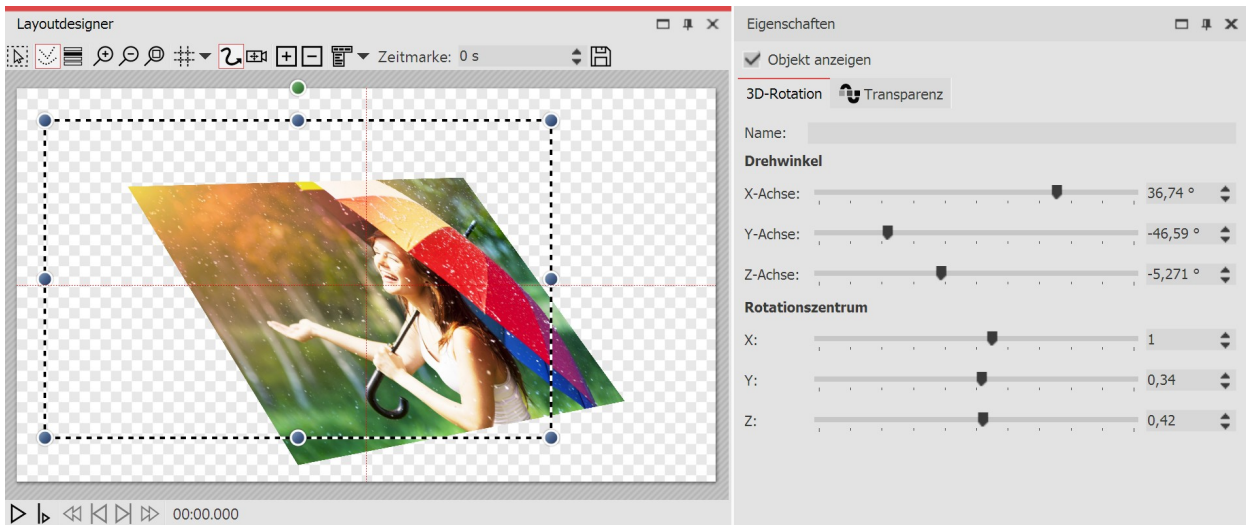 Layoutdesigner
Zeitmarke: 0 s
00:00.000
Eigenschaften
Objekt anzeigen
3D-Rotation Transparenz
Name:
Drehwinkel
X-Achse: 36,74 °
Y-Achse: -46,59 °
Z-Achse: -5,271 °
Rotationszentrum
X: 1
Y: 0,34
Z: 0,42